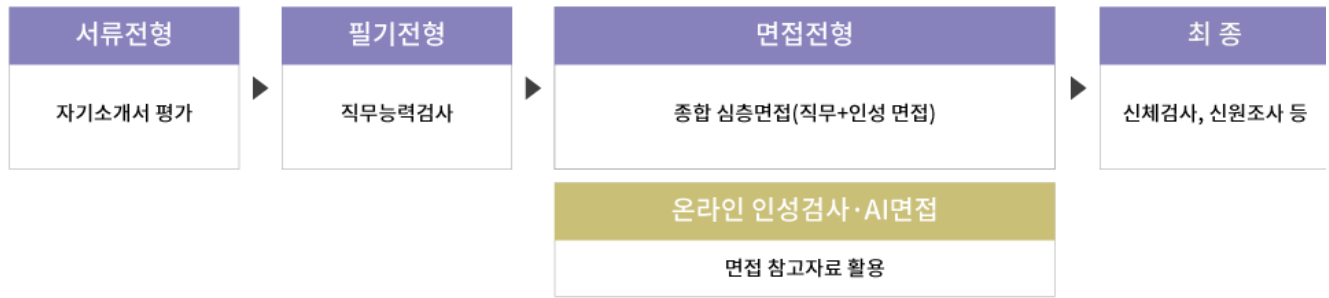 서류전형
자기소개서 평가
필기전형
직무능력검사
면접전형
종합 심층면접(직무+인성 면접)
온라인 인성검사·AI면접
면접 참고자료 활용
최 종
신체검사, 신원조사 등